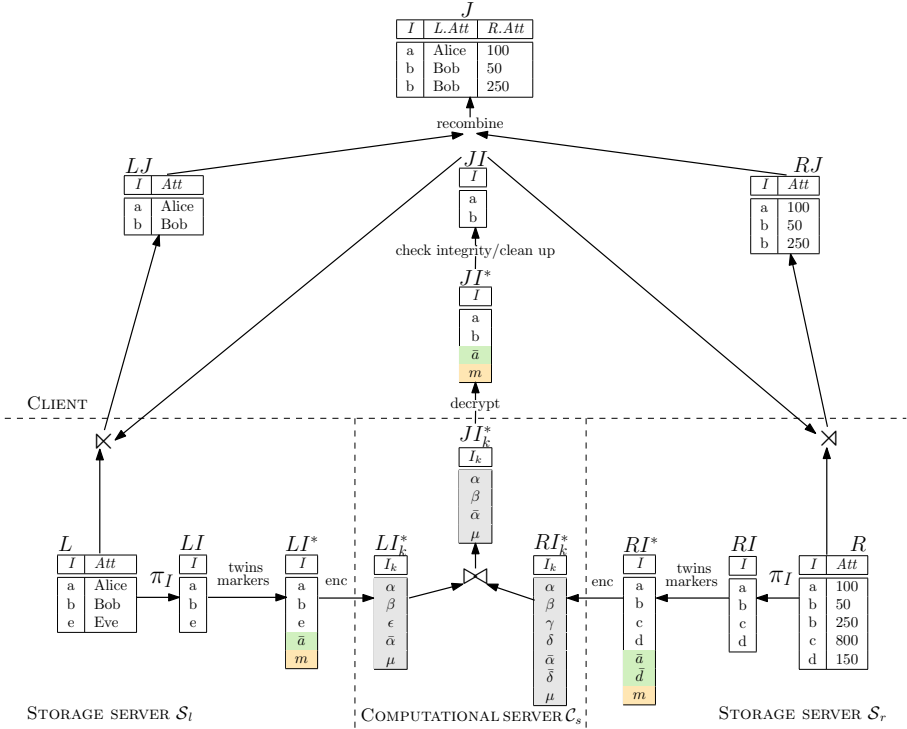 J
I L.Att R.Att
a Alice 100
b Bob 50
b Bob 250
recombine
LJ
I Att
a Alice
b Bob
JI
I
a
b
RJ
I Att
a 100
b 50
b 250
check integrity/clean up
JI*
I
a
b
ā
m
decrypt
CLIENT
JI*k
Ik
α
β
ᾱ
μ
L
I Att
a Alice
b Bob
e Eve
πI
LI
I
a
b
e
twins
markers
LI*
I
a
b
e
ā
m
enc
LI*k
Ik
α
β
ϵ
ᾱ
μ
RI*k
Ik
α
β
γ
δ
ᾱ
δ̄
μ
enc
RI*
I
a
b
c
d
ā
d̄
m
twins
markers
RI
I
a
b
c
d
πI
R
I Att
a 100
b 50
b 250
c 800
d 150
STORAGE SERVER Sl
COMPUTATIONAL SERVER Cs
STORAGE SERVER Sr